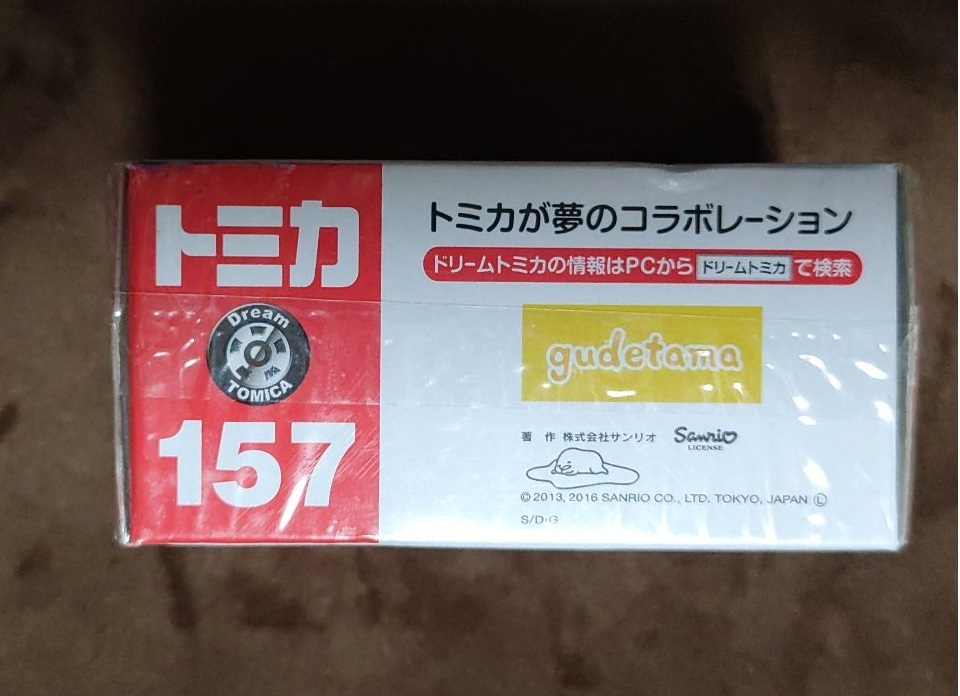 トミカ
Dream
TOMICA
157
トミカが夢のコラボレーション
ドリームトミカの情報はPCから ドリームトミカ で検索
gudetama
著 作 株式会社サンリオ Sanrio
LICENSE
© 2013, 2016 SANRIO CO., LTD. TOKYO, JAPAN Ⓛ
S/D·G